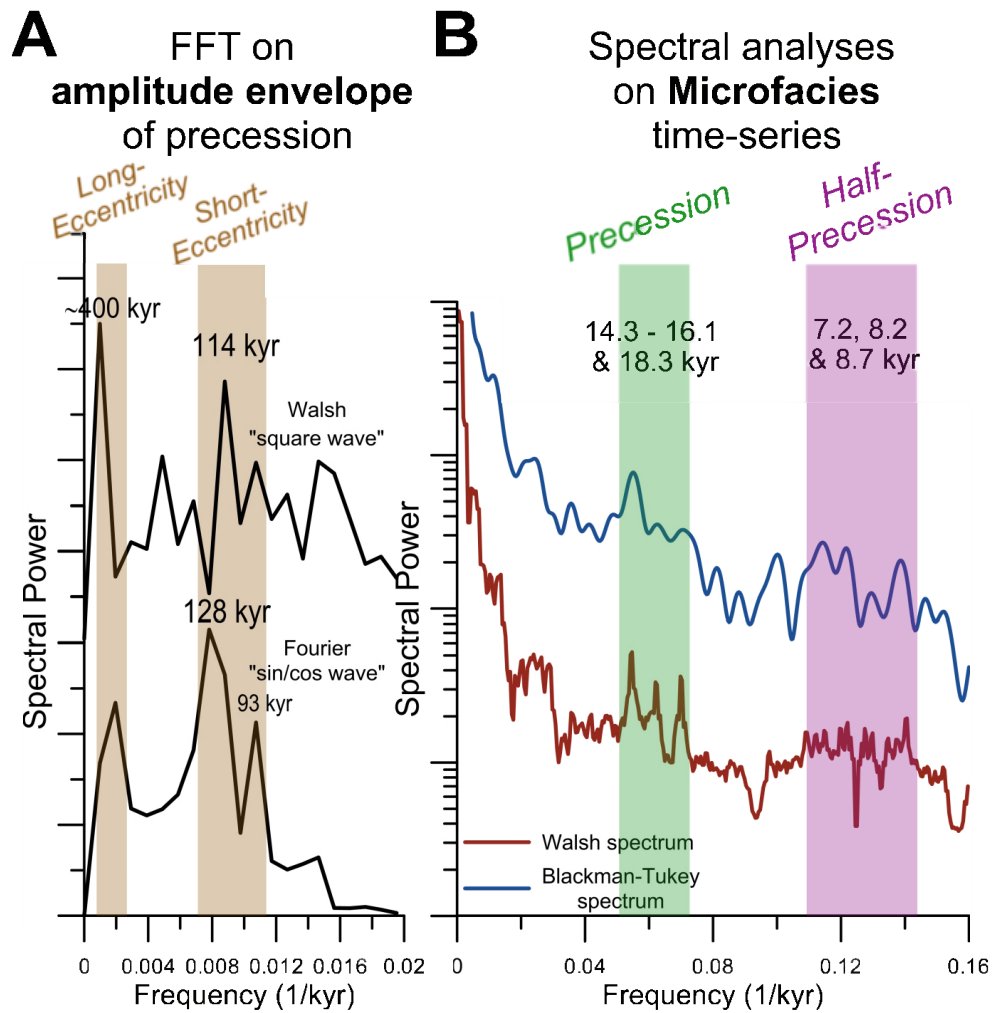 A
FFT on
amplitude envelope
of precession
Long-
Eccentricity
Short-
Eccentricity
~400 kyr
114 kyr
Walsh
"square wave"
128 kyr
Fourier
"sin/cos wave"
93 kyr
Spectral Power
0
0.004
0.008
0.012
0.016
0.02
Frequency (1/kyr)
B
Spectral analyses
on Microfacies
time-series
Precession
Half-
Precession
14.3 - 16.1
& 18.3 kyr
7.2, 8.2
& 8.7 kyr
Spectral Power
Walsh spectrum
Blackman-Tukey
spectrum
0
0.04
0.08
0.12
0.16
Frequency (1/kyr)